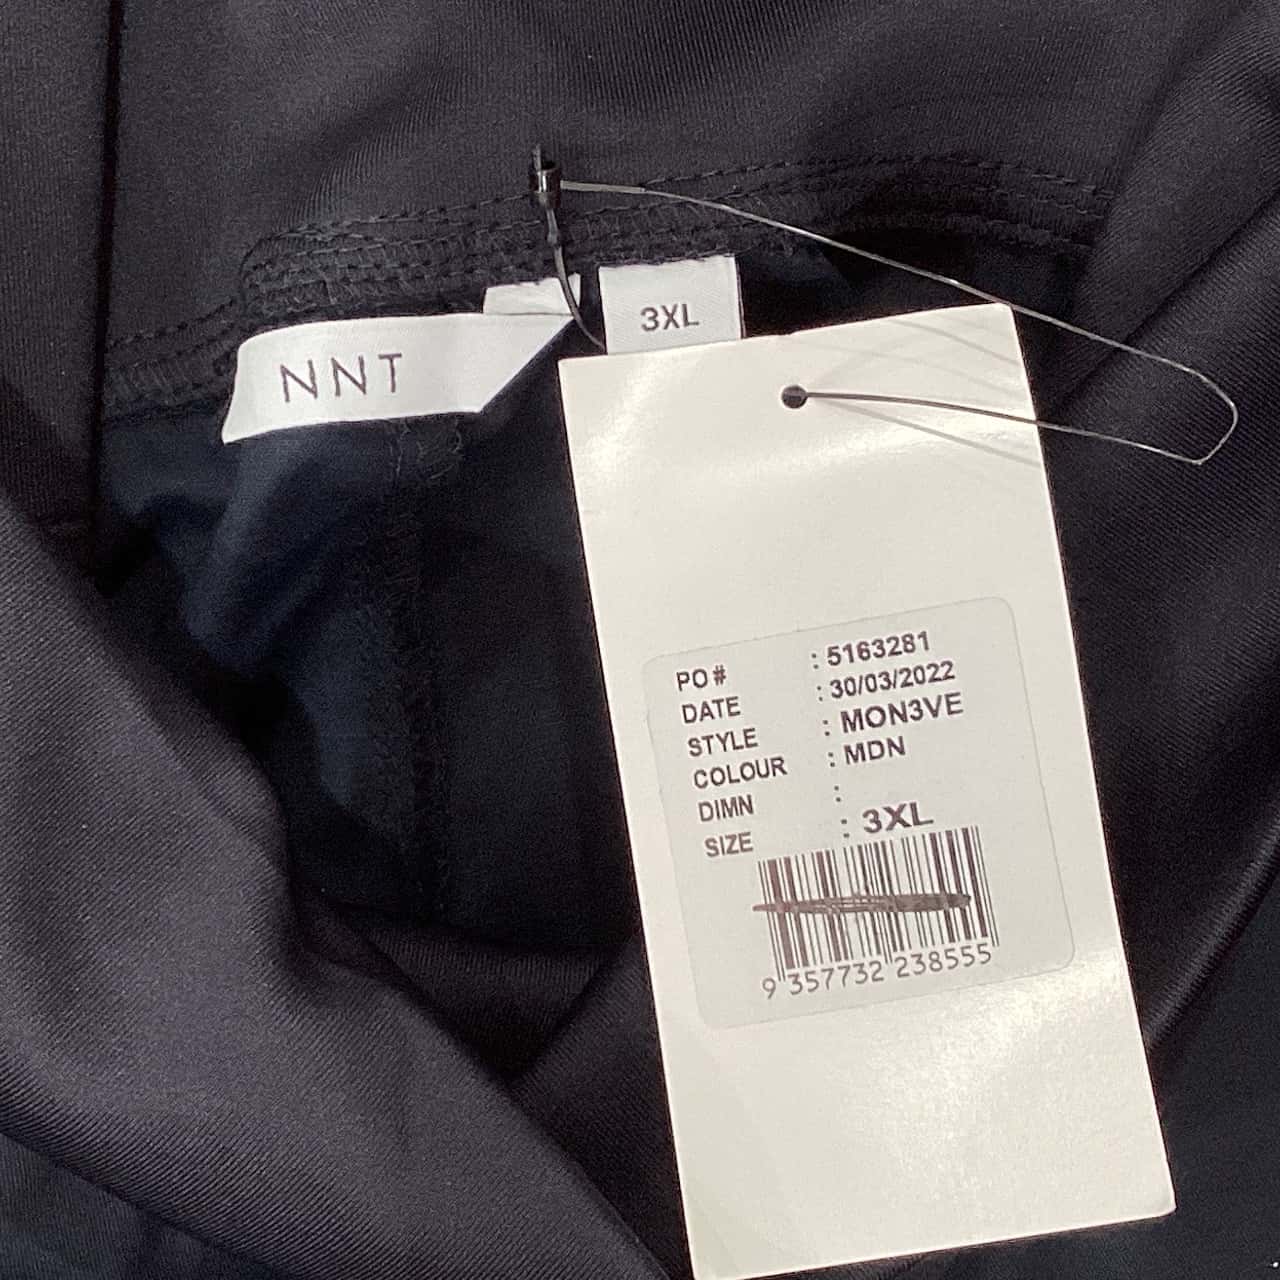 NNT
3XL
PO# : 5163281
DATE : 30/03/2022
STYLE : MON3VE
COLOUR : MDN
DIMN :
SIZE : 3XL
9 357732 238555